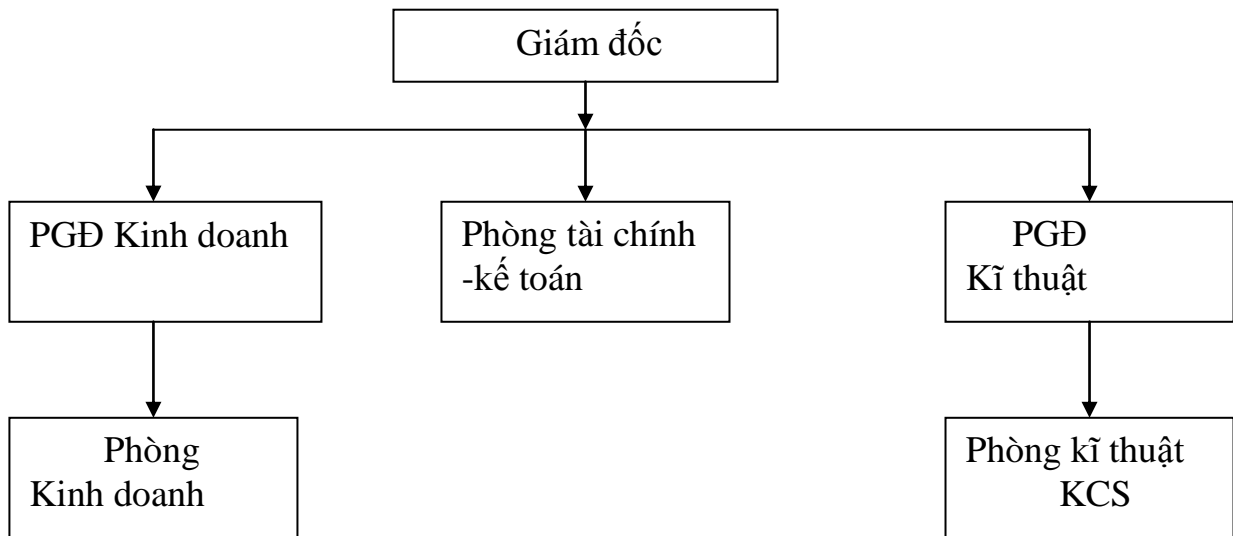 Giám đốc
PGĐ Kinh doanh
Phòng tài chính
-kế toán
PGĐ
Kĩ thuật
Phòng
Kinh doanh
Phòng kĩ thuật
KCS